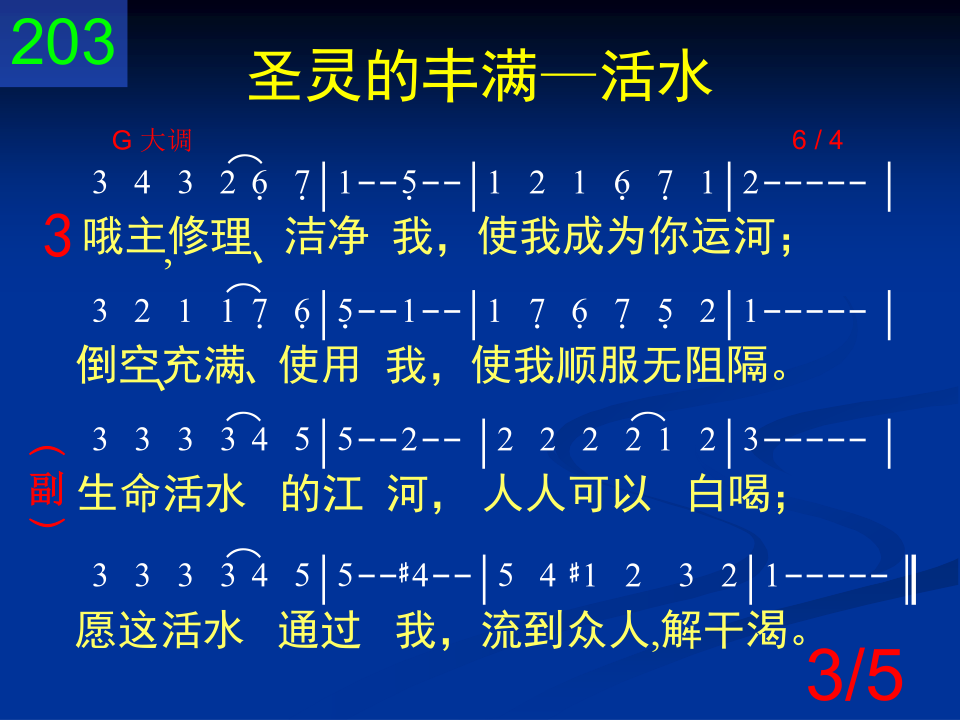 203
圣灵的丰满—活水
G 大调 6 / 4
3 4 3 2 6̣ 7̣ | 1 - - 5̣ - - | 1 2 1 6̣ 7̣ 1 | 2 - - - - - |
3 哦主,修理、洁净 我，使我成为你运河；
3 2 1 1 7̣ 6̣ | 5̣ - - 1 - - | 1 7̣ 6̣ 7̣ 5̣ 2 | 1 - - - - - |
倒空、充满、使用 我，使我顺服无阻隔。
3 3 3 3 4 5 | 5 - - 2 - - | 2 2 2 2 1 2 | 3 - - - - - |
（副） 生命活水 的江 河， 人人可以 白喝；
3 3 3 3 4 5 | 5 - - #4 - - | 5 4 #1 2 3 2 | 1 - - - - - ‖
愿这活水 通过 我，流到众人,解干渴。
3/5